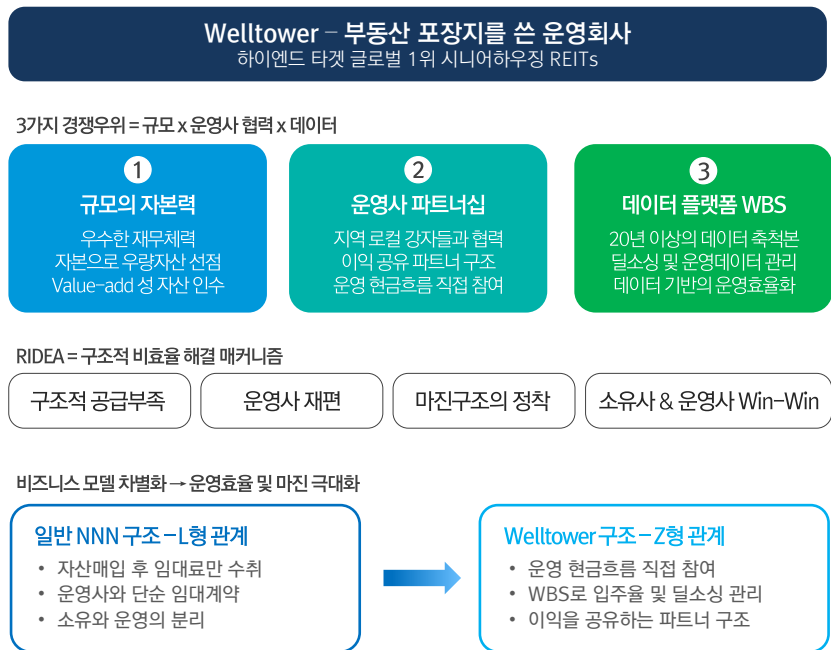 Welltower – 부동산 포장지를 쓴 운영회사
하이엔드 타겟 글로벌 1위 시니어하우징 REITs
3가지 경쟁우위 = 규모 x 운영사 협력 x 데이터
1
규모의 자본력
우수한 재무체력
자본으로 우량자산 선점
Value-add 성 자산 인수
2
운영사 파트너십
지역 로컬 강자들과 협력
이익 공유 파트너 구조
운영 현금흐름 직접 참여
3
데이터 플랫폼 WBS
20년 이상의 데이터 축척본
딜소싱 및 운영데이터 관리
데이터 기반의 운영효율화
RIDEA = 구조적 비효율 해결 매커니즘
구조적 공급부족
운영사 재편
마진구조의 정착
소유사 & 운영사 Win-Win
비즈니스 모델 차별화 → 운영효율 및 마진 극대화
일반 NNN 구조 – L형 관계
• 자산매입 후 임대료만 수취
• 운영사와 단순 임대계약
• 소유와 운영의 분리
Welltower 구조 – Z형 관계
• 운영 현금흐름 직접 참여
• WBS로 입주율 및 딜소싱 관리
• 이익을 공유하는 파트너 구조